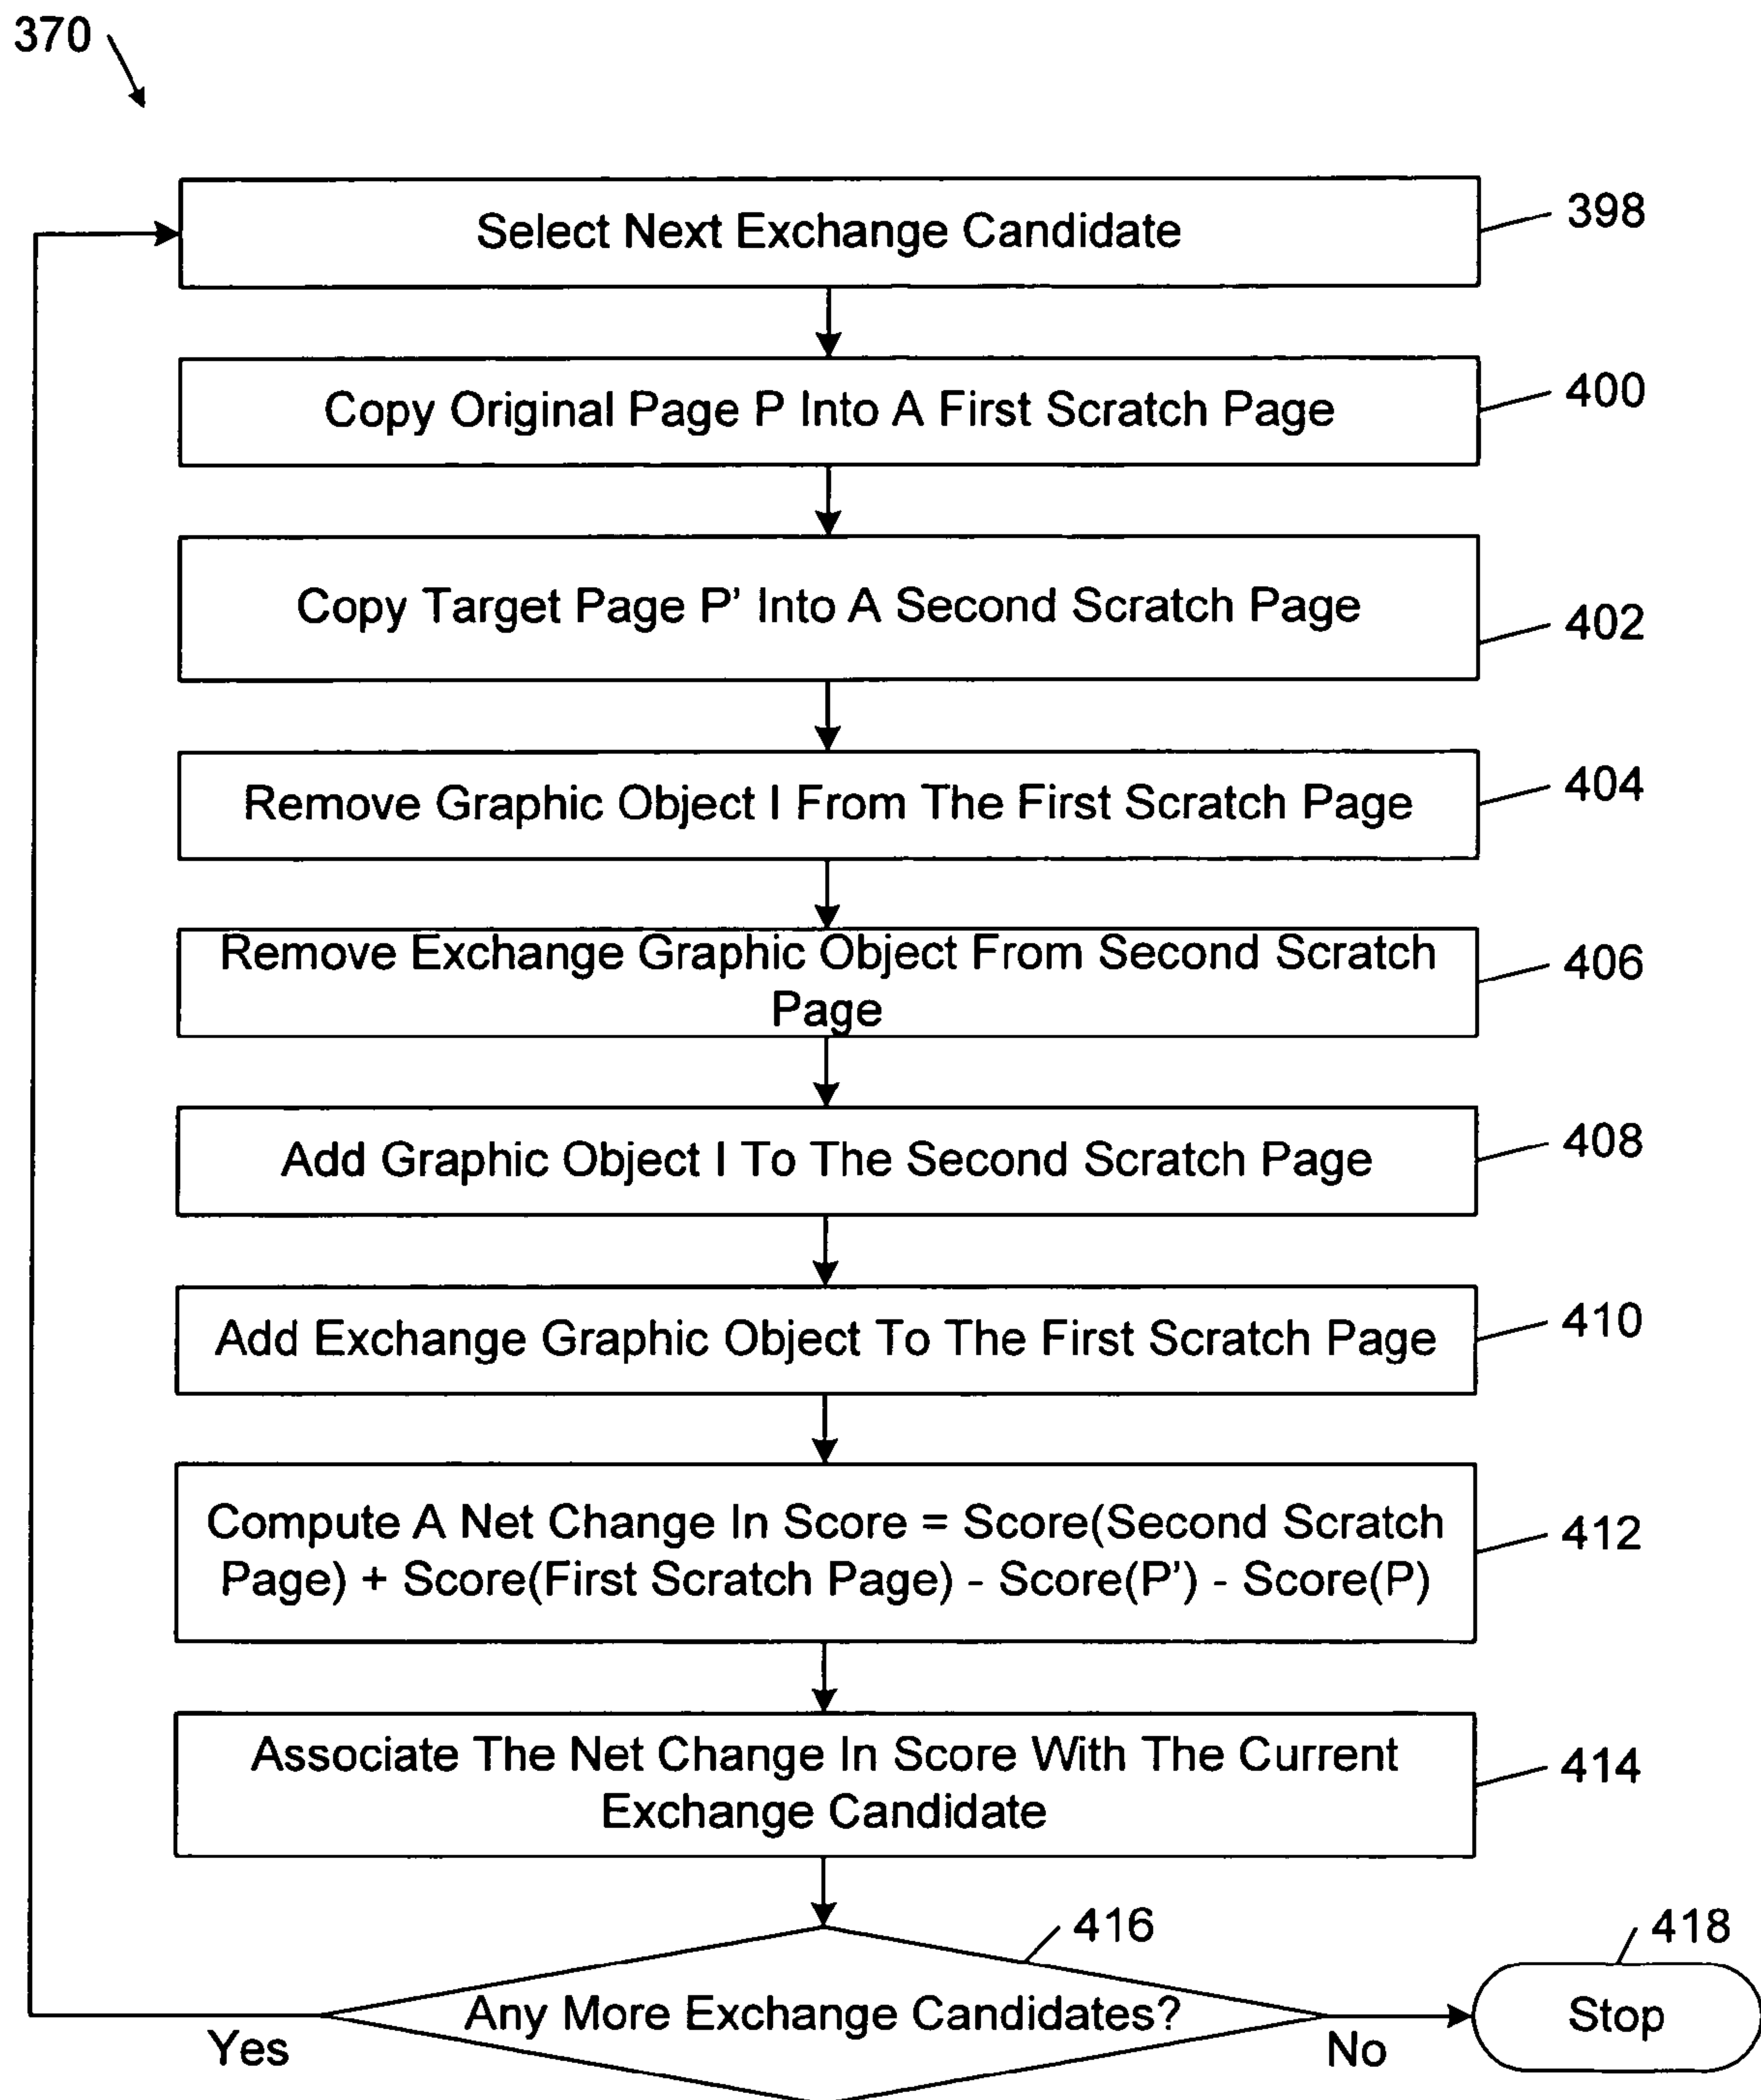 370
Select Next Exchange Candidate
398
Copy Original Page P Into A First Scratch Page
400
Copy Target Page P' Into A Second Scratch Page
402
Remove Graphic Object I From The First Scratch Page
404
Remove Exchange Graphic Object From Second Scratch
Page
406
Add Graphic Object I To The Second Scratch Page
408
Add Exchange Graphic Object To The First Scratch Page
410
Compute A Net Change In Score = Score(Second Scratch
Page) + Score(First Scratch Page) - Score(P') - Score(P)
412
Associate The Net Change In Score With The Current
Exchange Candidate
414
416
418
Any More Exchange Candidates?
Stop
Yes
No